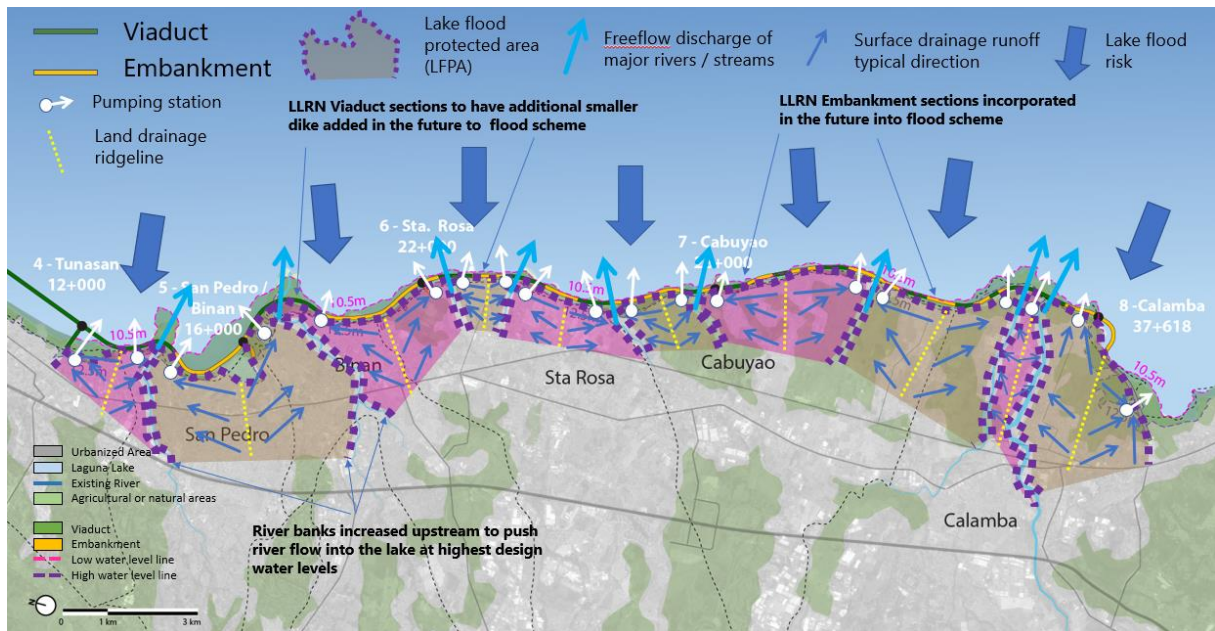 Viaduct
Embankment
Pumping station
Land drainage
ridgeline
Lake flood
protected area
(LFPA)
Freeflow discharge of
major rivers / streams
Surface drainage runoff
typical direction
Lake flood
risk
LLRN Viaduct sections to have additional smaller
dike added in the future to flood scheme
LLRN Embankment sections incorporated
in the future into flood scheme
4 - Tunasan
12+000
5 - San Pedro /
Binan
16+000
6 - Sta. Rosa
22+000
7 - Cabuyao
8 - Calamba
37+618
10.5m
10.5m
10.5m
10.5m
10.5m
Binan
San Pedro
Sta Rosa
Cabuyao
Calamba
River banks increased upstream to push
river flow into the lake at highest design
water levels
Urbanized Area
Laguna Lake
Existing River
Agricultural or natural areas
Viaduct
Embankment
Low water level line
High water level line
N
0 1 km 3 km